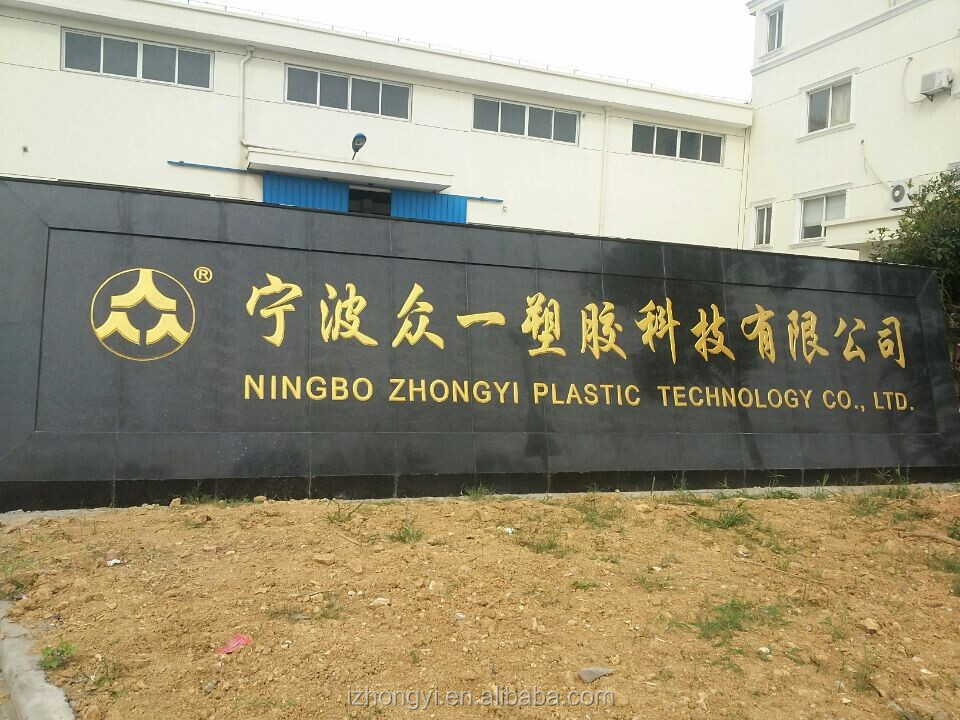 ®
宁波众一塑胶科技有限公司
NINGBO ZHONGYI PLASTIC TECHNOLOGY CO., LTD.
izhongyi.en.alibaba.com